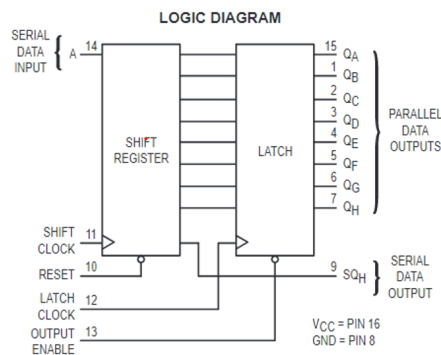 LOGIC DIAGRAM
SERIAL
DATA
INPUT
A
14
SHIFT
REGISTER
LATCH
15 QA
1 QB
2 QC
3 QD
4 QE
5 QF
6 QG
7 QH
PARALLEL
DATA
OUTPUTS
SHIFT
CLOCK
11
RESET
10
LATCH
CLOCK
12
OUTPUT
ENABLE
13
9 SQH
SERIAL
DATA
OUTPUT
VCC = PIN 16
GND = PIN 8